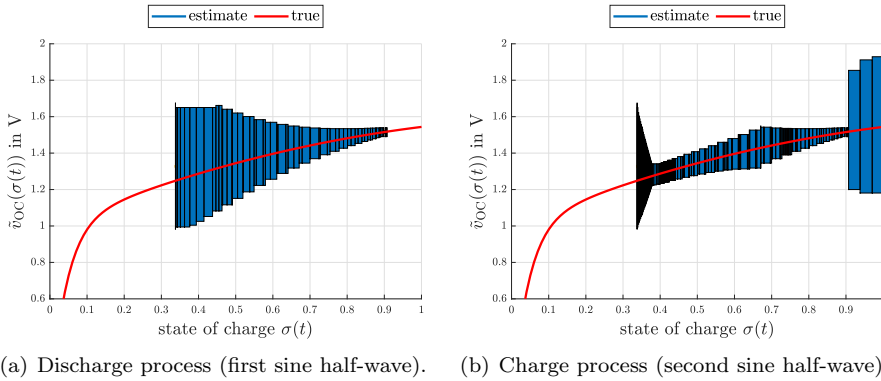 estimate true
2
1.8
1.6
1.4
1.2
1
0.8
0.6
ṽOC(σ(t)) in V
0 0.1 0.2 0.3 0.4 0.5 0.6 0.7 0.8 0.9 1
state of charge σ(t)
(a) Discharge process (first sine half-wave).
estimate true
2
1.8
1.6
1.4
1.2
1
0.8
0.6
ṽOC(σ(t)) in V
0 0.1 0.2 0.3 0.4 0.5 0.6 0.7 0.8 0.9
state of charge σ(t)
(b) Charge process (second sine half-wave)